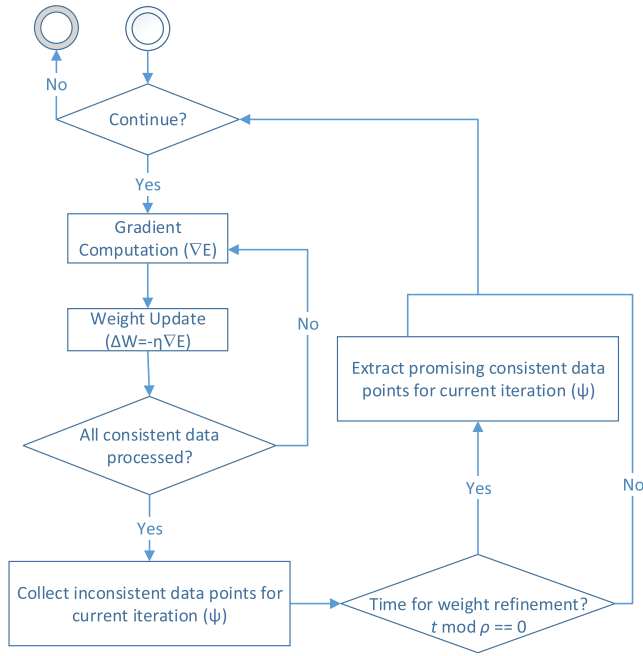 No
Continue?
Yes
Gradient
Computation (∇E)
Weight Update
(ΔW=-η∇E)
No
All consistent data
processed?
Yes
Collect inconsistent data points for
current iteration (ψ)
Extract promising consistent data
points for current iteration (ψ)
Yes
No
Time for weight refinement?
t mod ρ == 0